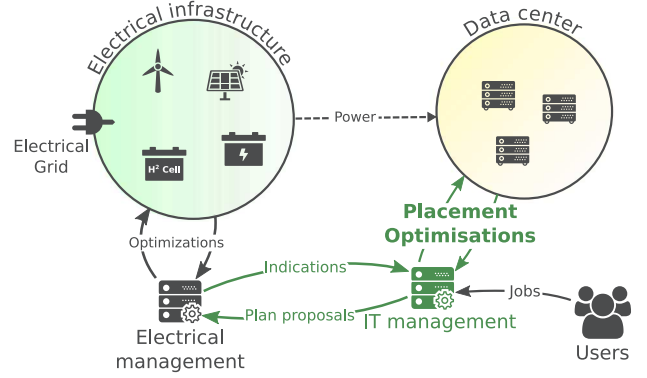 Electrical infrastructure
Data center
Power
Electrical
Grid
H² Cell
Placement
Optimisations
Optimizations
Indications
Jobs
Plan proposals
IT management
Electrical
management
Users